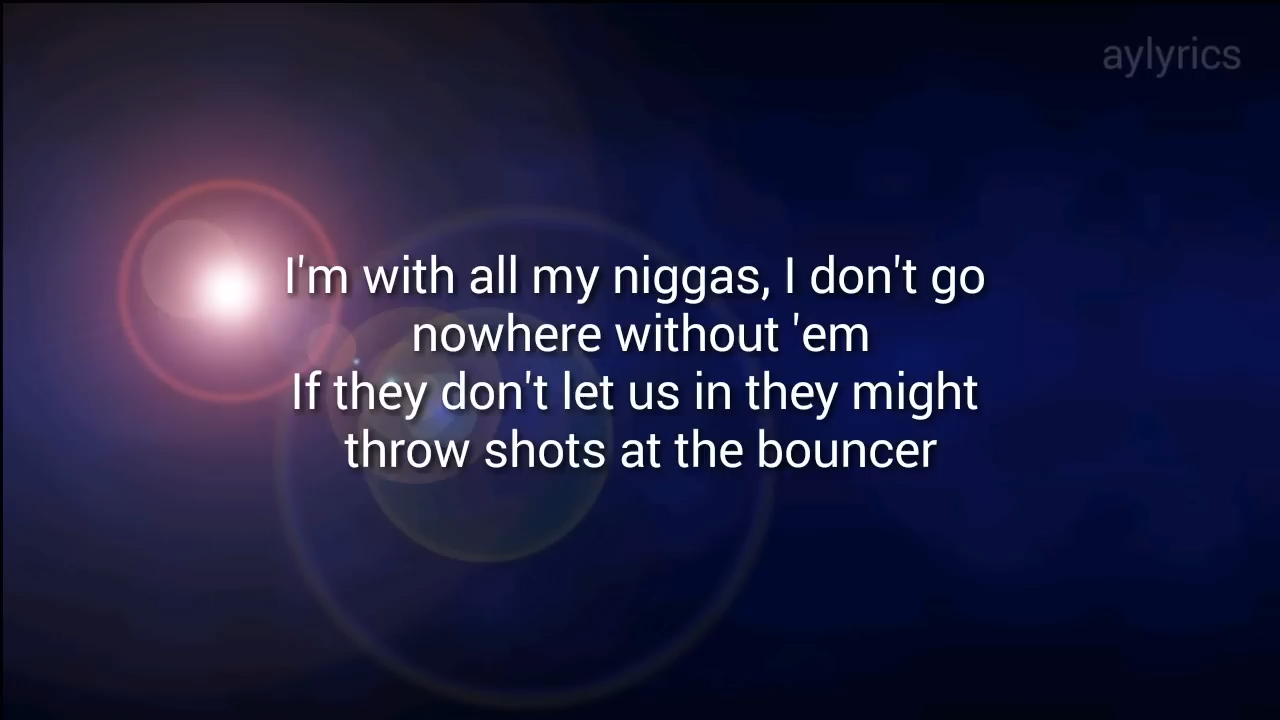 aylyrics
I'm with all my niggas, I don't go
nowhere without 'em
If they don't let us in they might
throw shots at the bouncer